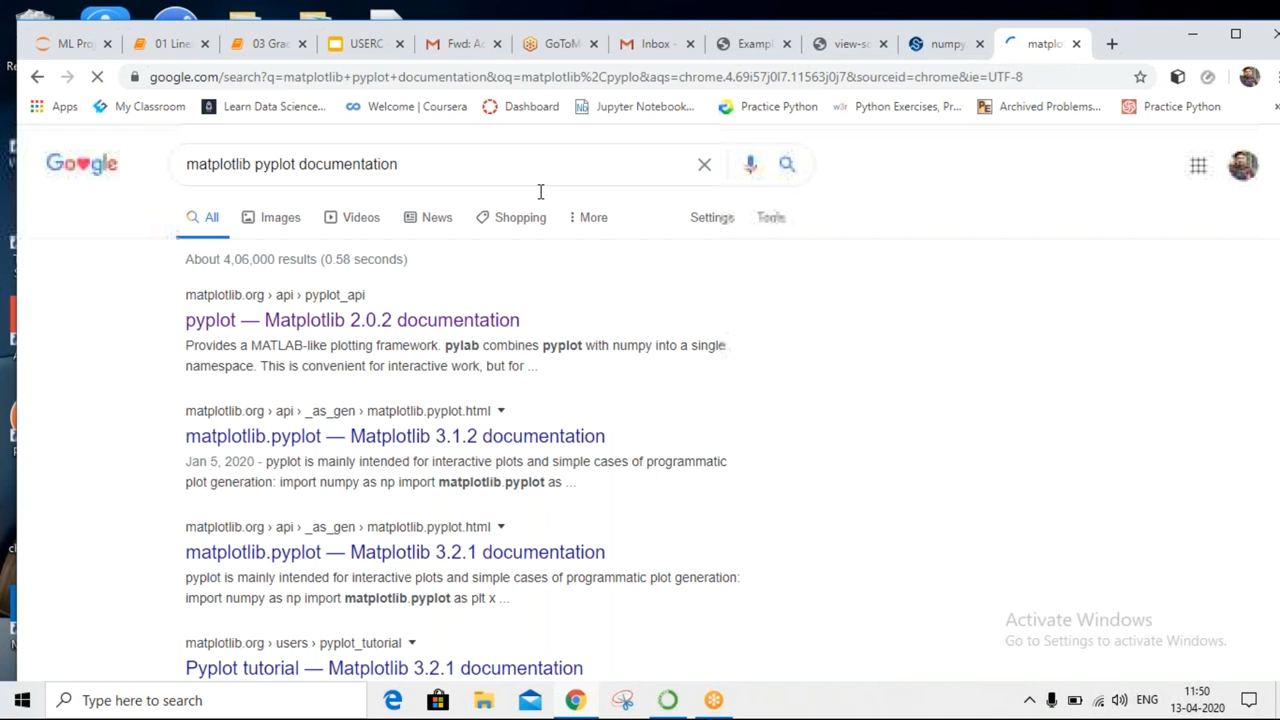 ML Pro
01 Line
03 Grad
USERC
Fwd: Ac
GoToM
Inbox -
Exampl
view-so
numpy
matplo
google.com/search?q=matplotlib+pyplot+documentation&oq=matplotlib%2Cpyplo&aqs=chrome.4.69i57j0l7.11563j0j7&sourceid=chrome&ie=UTF-8
Apps
My Classroom
Learn Data Science...
Welcome | Coursera
Dashboard
Jupyter Notebook...
Practice Python
w3r Python Exercises, Pr...
PE Archived Problems...
Practice Python
Google
matplotlib pyplot documentation
All
Images
Videos
News
Shopping
More
Settings
Tools
About 4,06,000 results (0.58 seconds)
matplotlib.org › api › pyplot_api
pyplot — Matplotlib 2.0.2 documentation
Provides a MATLAB-like plotting framework. pylab combines pyplot with numpy into a single
namespace. This is convenient for interactive work, but for ...
matplotlib.org › api › _as_gen › matplotlib.pyplot.html
matplotlib.pyplot — Matplotlib 3.1.2 documentation
Jan 5, 2020 - pyplot is mainly intended for interactive plots and simple cases of programmatic
plot generation: import numpy as np import matplotlib.pyplot as ...
matplotlib.org › api › _as_gen › matplotlib.pyplot.html
matplotlib.pyplot — Matplotlib 3.2.1 documentation
pyplot is mainly intended for interactive plots and simple cases of programmatic plot generation:
import numpy as np import matplotlib.pyplot as plt x ...
matplotlib.org › users › pyplot_tutorial
Pyplot tutorial — Matplotlib 3.2.1 documentation
Activate Windows
Go to Settings to activate Windows.
Type here to search
ENG
11:50
13-04-2020